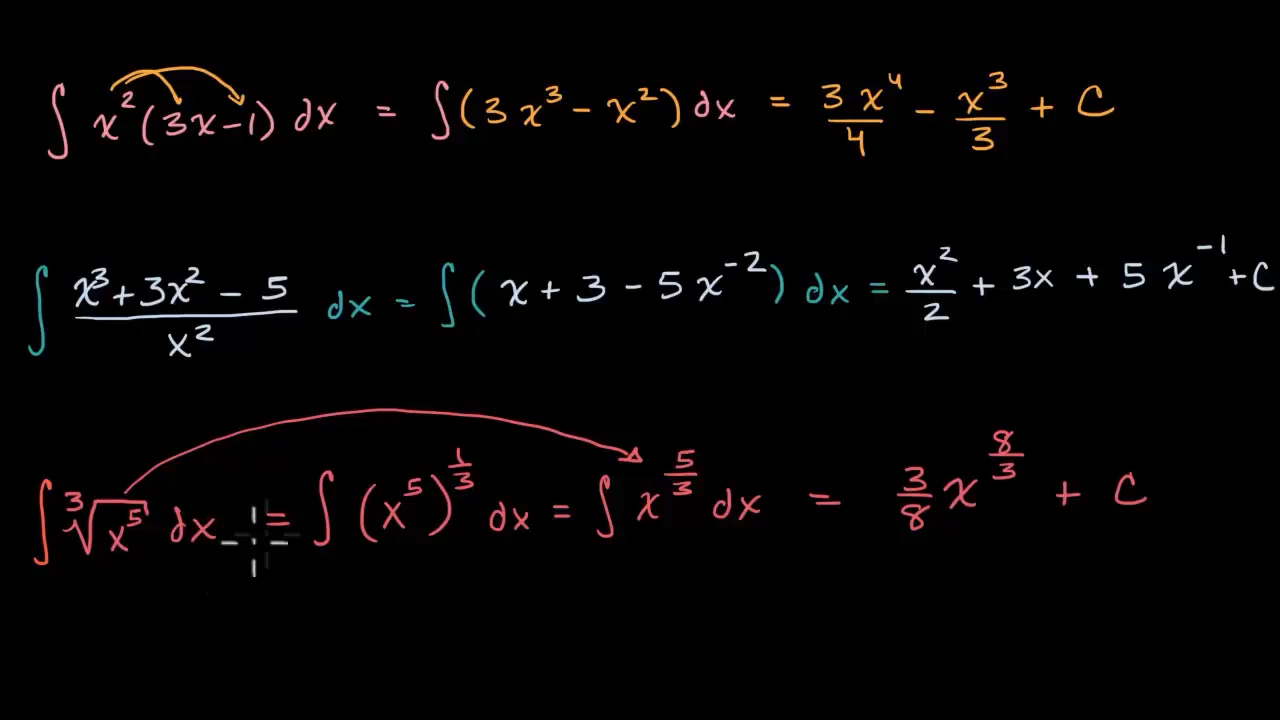 ∫ x²(3x-1) dx = ∫(3x³ - x²) dx = 3x⁴/4 - x³/3 + C
∫ (x³+3x² - 5)/x² dx = ∫(x + 3 - 5x⁻²) dx = x²/2 + 3x + 5x⁻¹ + C
∫ ³√(x⁵) dx = ∫(x⁵)^(1/3) dx = ∫ x^(5/3) dx = 3/8 x^(8/3) + C